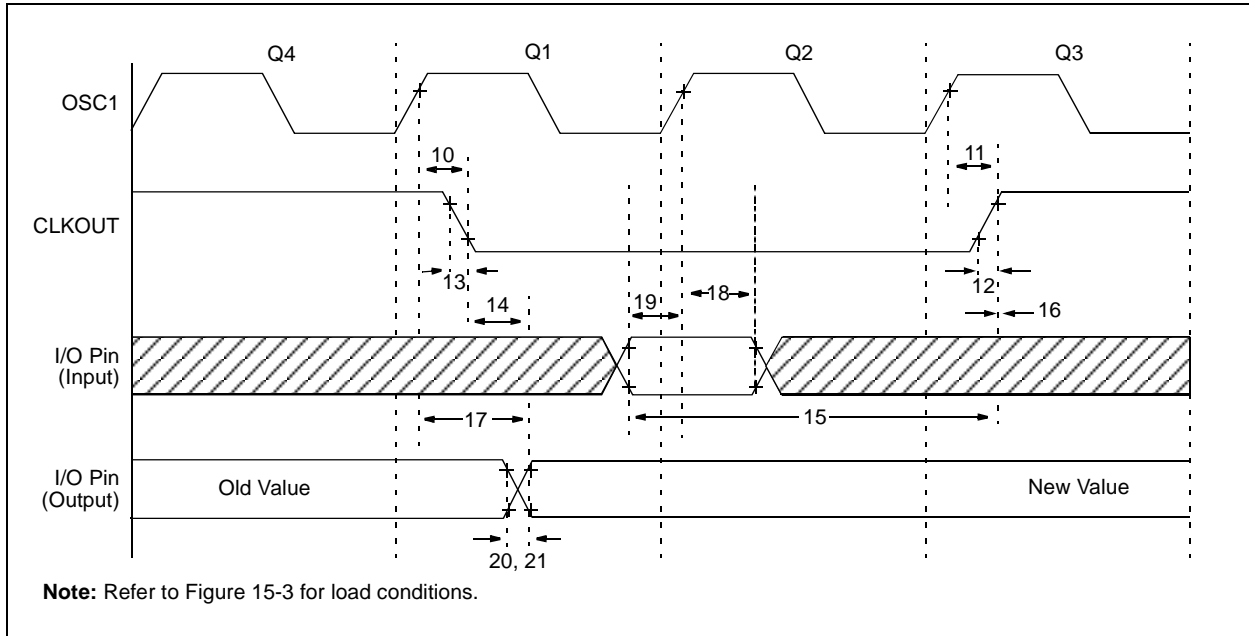 Q4 Q1 Q2 Q3
OSC1
10 11
CLKOUT
13 12
19 18
14 16
I/O Pin
(Input)
17 15
I/O Pin
(Output)
Old Value New Value
20, 21
Note: Refer to Figure 15-3 for load conditions.